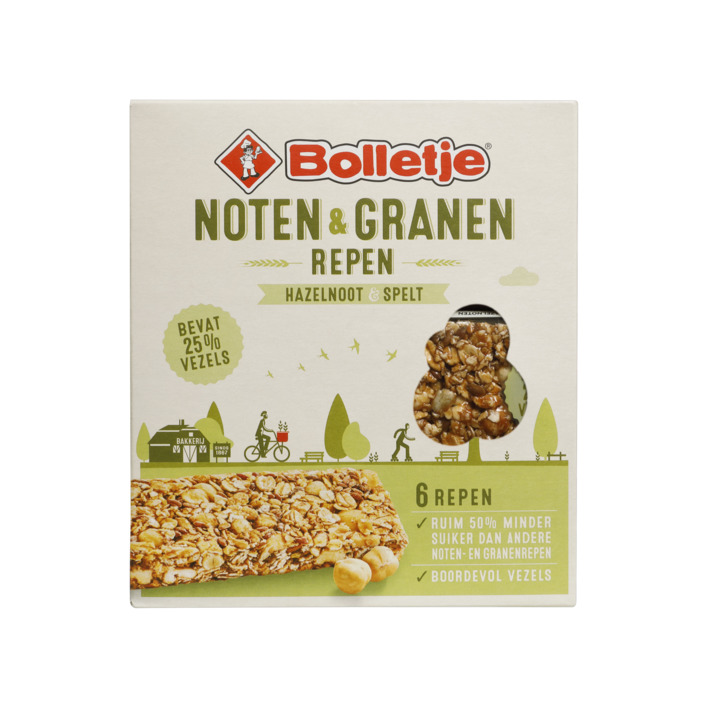 Bolletje®
NOTEN & GRANEN
REPEN
HAZELNOOT & SPELT
BEVAT
25%
VEZELS
BAKKERIJ
SINDS
1867
6 REPEN
✓ RUIM 50% MINDER
SUIKER DAN ANDERE
NOTEN- EN GRANENREPEN
✓ BOORDEVOL VEZELS